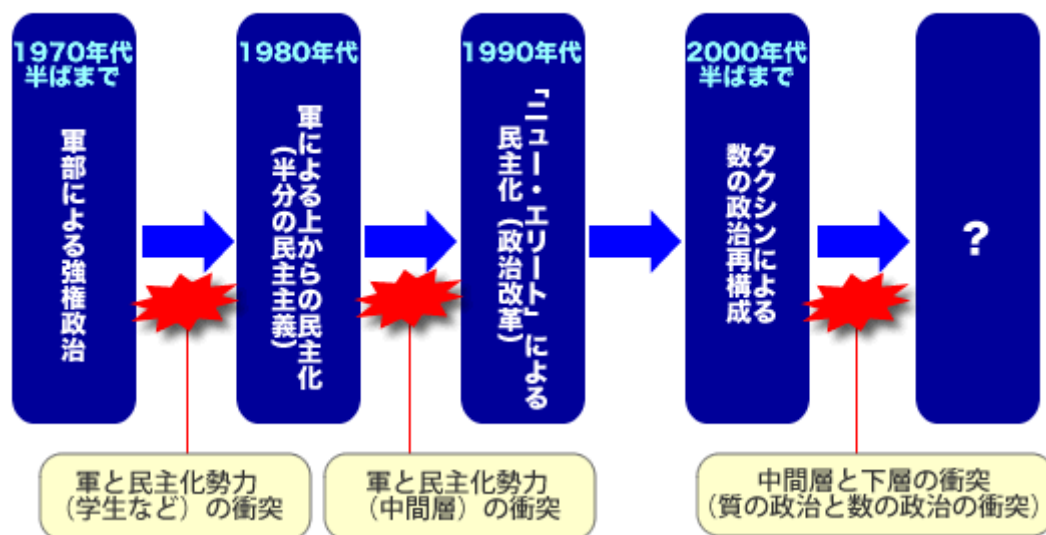 1970年代
半ばまで
軍部による強権政治
1980年代
軍による上からの民主化
(半分の民主主義)
1990年代
「ニュー・エリート」による
民主化(政治改革)
2000年代
半ばまで
タクシンによる
数の政治再構成
?
軍と民主化勢力
(学生など)の衝突
軍と民主化勢力
(中間層)の衝突
中間層と下層の衝突
(質の政治と数の政治の衝突)